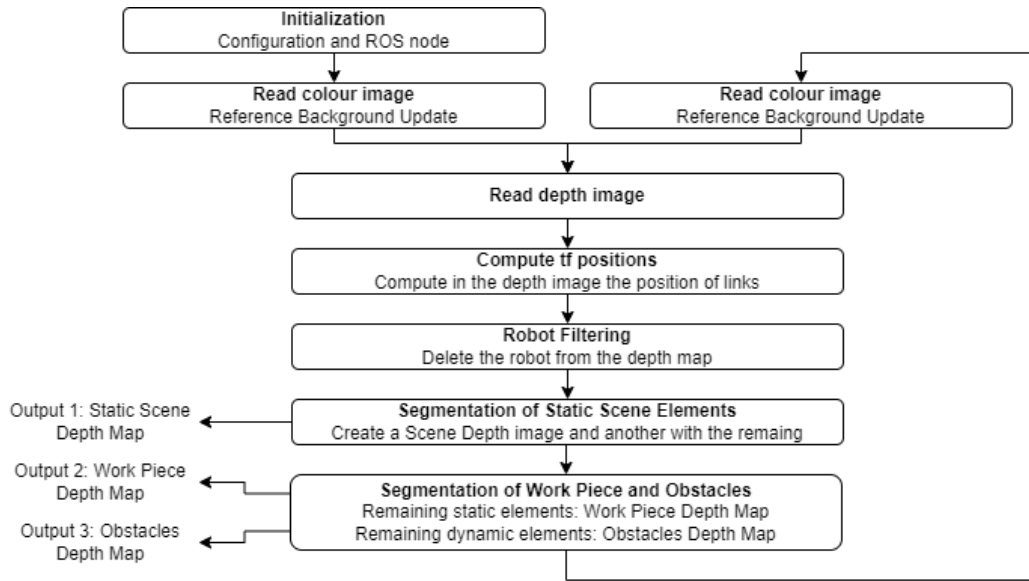 Initialization
Configuration and ROS node
Read colour image
Reference Background Update
Read colour image
Reference Background Update
Read depth image
Compute tf positions
Compute in the depth image the position of links
Robot Filtering
Delete the robot from the depth map
Segmentation of Static Scene Elements
Create a Scene Depth image and another with the remaing
Output 1: Static Scene
Depth Map
Segmentation of Work Piece and Obstacles
Remaining static elements: Work Piece Depth Map
Remaining dynamic elements: Obstacles Depth Map
Output 2: Work Piece
Depth Map
Output 3: Obstacles
Depth Map